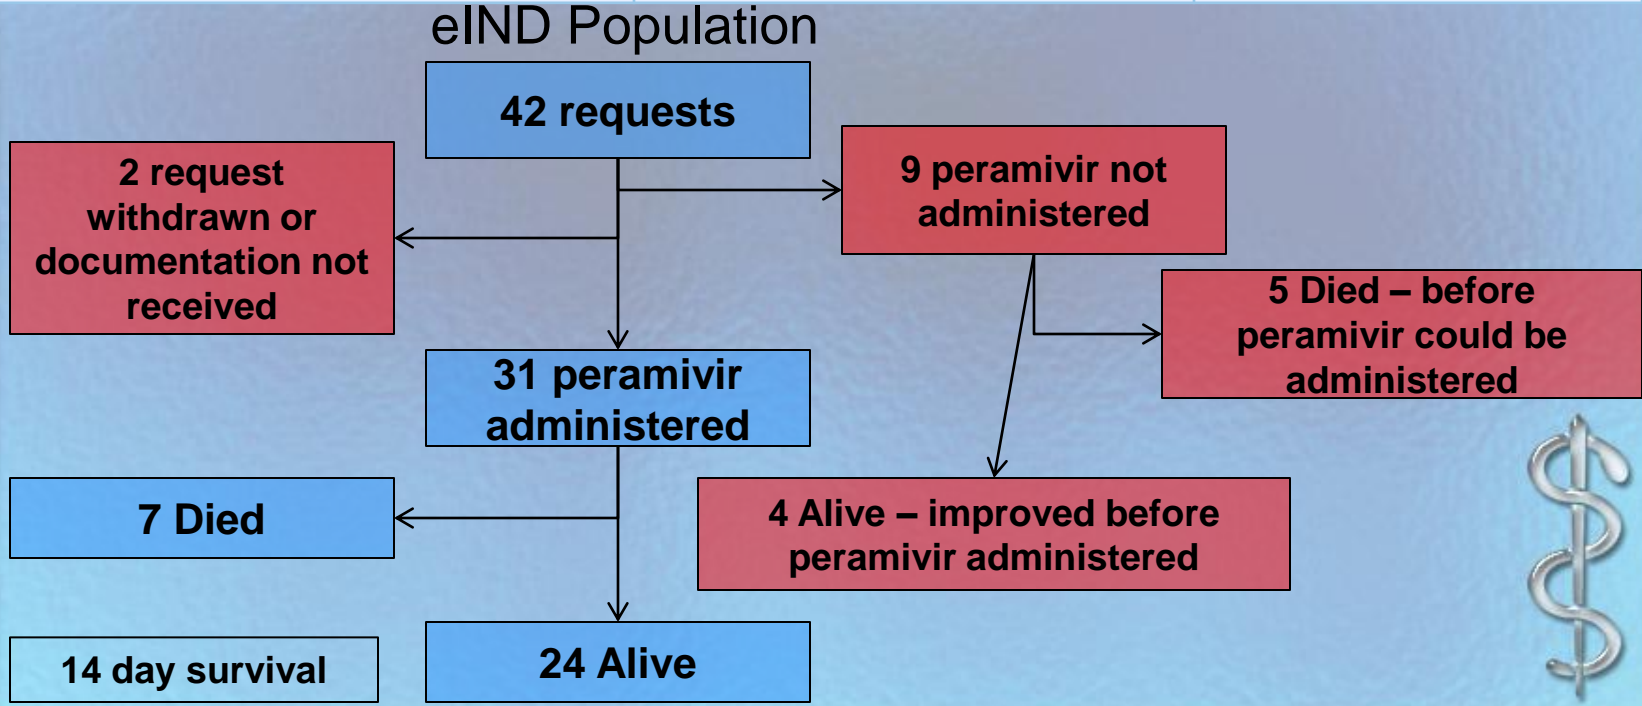 eIND Population
42 requests
2 request
withdrawn or
documentation not
received
9 peramivir not
administered
5 Died – before
peramivir could be
administered
31 peramivir
administered
7 Died
4 Alive – improved before
peramivir administered
24 Alive
14 day survival